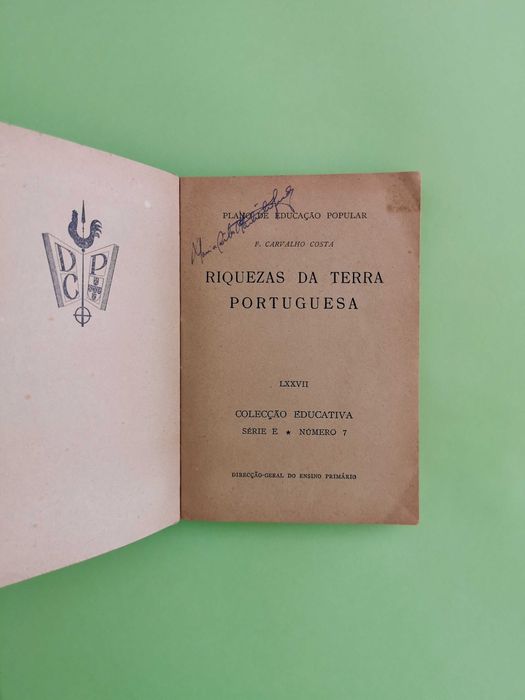 D P
C
PLANO DE EDUCAÇÃO POPULAR
F. CARVALHO COSTA
RIQUEZAS DA TERRA
PORTUGUESA
LXXVII
COLECÇÃO EDUCATIVA
SÉRIE E ★ NÚMERO 7
DIRECÇÃO-GERAL DO ENSINO PRIMÁRIO